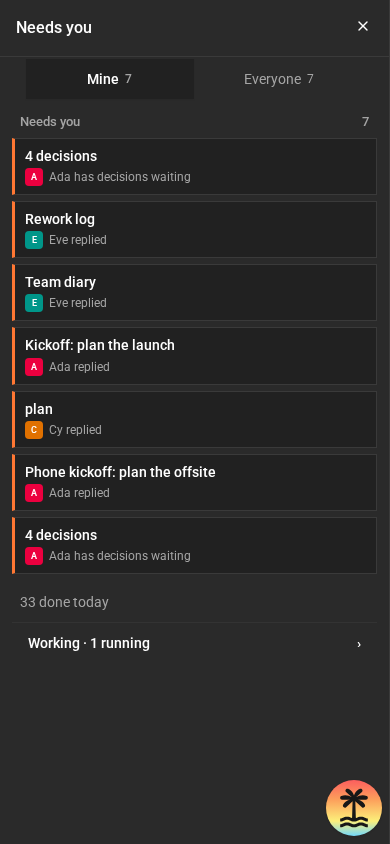 Needs you
×
Mine 7
Everyone 7
Needs you 7
4 decisions
A Ada has decisions waiting
Rework log
E Eve replied
Team diary
E Eve replied
Kickoff: plan the launch
A Ada replied
plan
C Cy replied
Phone kickoff: plan the offsite
A Ada replied
4 decisions
A Ada has decisions waiting
33 done today
Working · 1 running ›